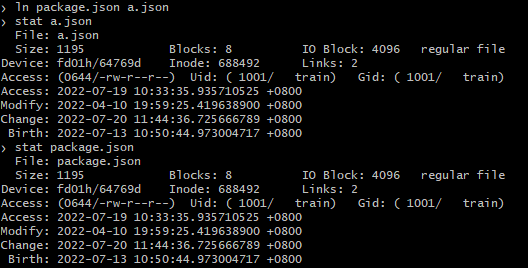 ❯ ln package.json a.json
❯ stat a.json
  File: a.json
  Size: 1195            Blocks: 8          IO Block: 4096   regular file
Device: fd01h/64769d    Inode: 688492      Links: 2
Access: (0644/-rw-r--r--)  Uid: ( 1001/   train)   Gid: ( 1001/   train)
Access: 2022-07-19 10:33:35.935710525 +0800
Modify: 2022-04-10 19:59:25.419638900 +0800
Change: 2022-07-20 11:44:36.725666789 +0800
 Birth: 2022-07-13 10:50:44.973004717 +0800
❯ stat package.json
  File: package.json
  Size: 1195            Blocks: 8          IO Block: 4096   regular file
Device: fd01h/64769d    Inode: 688492      Links: 2
Access: (0644/-rw-r--r--)  Uid: ( 1001/   train)   Gid: ( 1001/   train)
Access: 2022-07-19 10:33:35.935710525 +0800
Modify: 2022-04-10 19:59:25.419638900 +0800
Change: 2022-07-20 11:44:36.725666789 +0800
 Birth: 2022-07-13 10:50:44.973004717 +0800